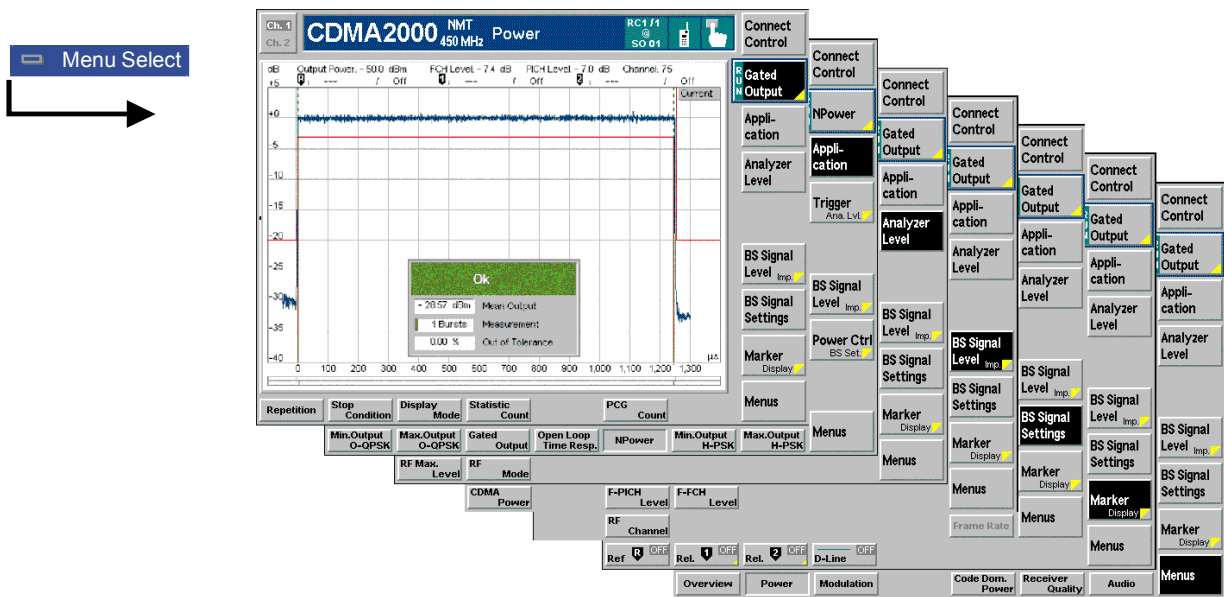 Menu Select
Ch. 1
Ch. 2
CDMA2000 NMT 450 MHz Power
RC1/1
@
SO 01
Connect Control
dB Output Power: - 50.0 dBm FCH Level: - 7.4 dB PICH Level: - 7.0 dB Channel: 75
R : --- / Off 1 : --- / Off 2 : --- / Off
Current
+5
+0
-5
-10
-15
-20
-25
-30
-35
-40
0 100 200 300 400 500 600 700 800 900 1,000 1,100 1,200 1,300
µs
Ok
- 28.57 dBm Mean Output
1 Bursts Measurement
0.00 % Out of Tolerance
RUN
Gated Output
Appli-
cation
Analyzer Level
BS Signal Level Imp.
BS Signal Settings
Marker
Display
Menus
Repetition
Stop Condition
Display Mode
Statistic Count
PCG Count
Connect Control
NPower
Appli-
cation
Trigger
Ana. Lvl.
BS Signal Level Imp.
Power Ctrl
BS Set.
Menus
Min.Output O-QPSK
Max.Output O-QPSK
Gated Output
Open Loop Time Resp.
NPower
Min.Output H-PSK
Max.Output H-PSK
Connect Control
Gated Output
Appli-
cation
Analyzer Level
BS Signal Level Imp.
BS Signal Settings
Marker
Display
Menus
RF Max. Level
RF Mode
Connect Control
Gated Output
Appli-
cation
Analyzer Level
BS Signal Level Imp.
BS Signal Settings
Marker
Display
Menus
Frame Rate
CDMA Power
F-PICH Level
F-FCH Level
Connect Control
Gated Output
Appli-
cation
Analyzer Level
BS Signal Level Imp.
BS Signal Settings
Marker
Display
Menus
RF Channel
Connect Control
Gated Output
Appli-
cation
Analyzer Level
BS Signal Level Imp.
BS Signal Settings
Marker
Display
Menus
Ref R OFF
Rel. 1 OFF
Rel. 2 OFF
D-Line OFF
Connect Control
Gated Output
Appli-
cation
Analyzer Level
BS Signal Level Imp.
BS Signal Settings
Marker
Display
Menus
Overview
Power
Modulation
Code Dom. Power
Receiver Quality
Audio